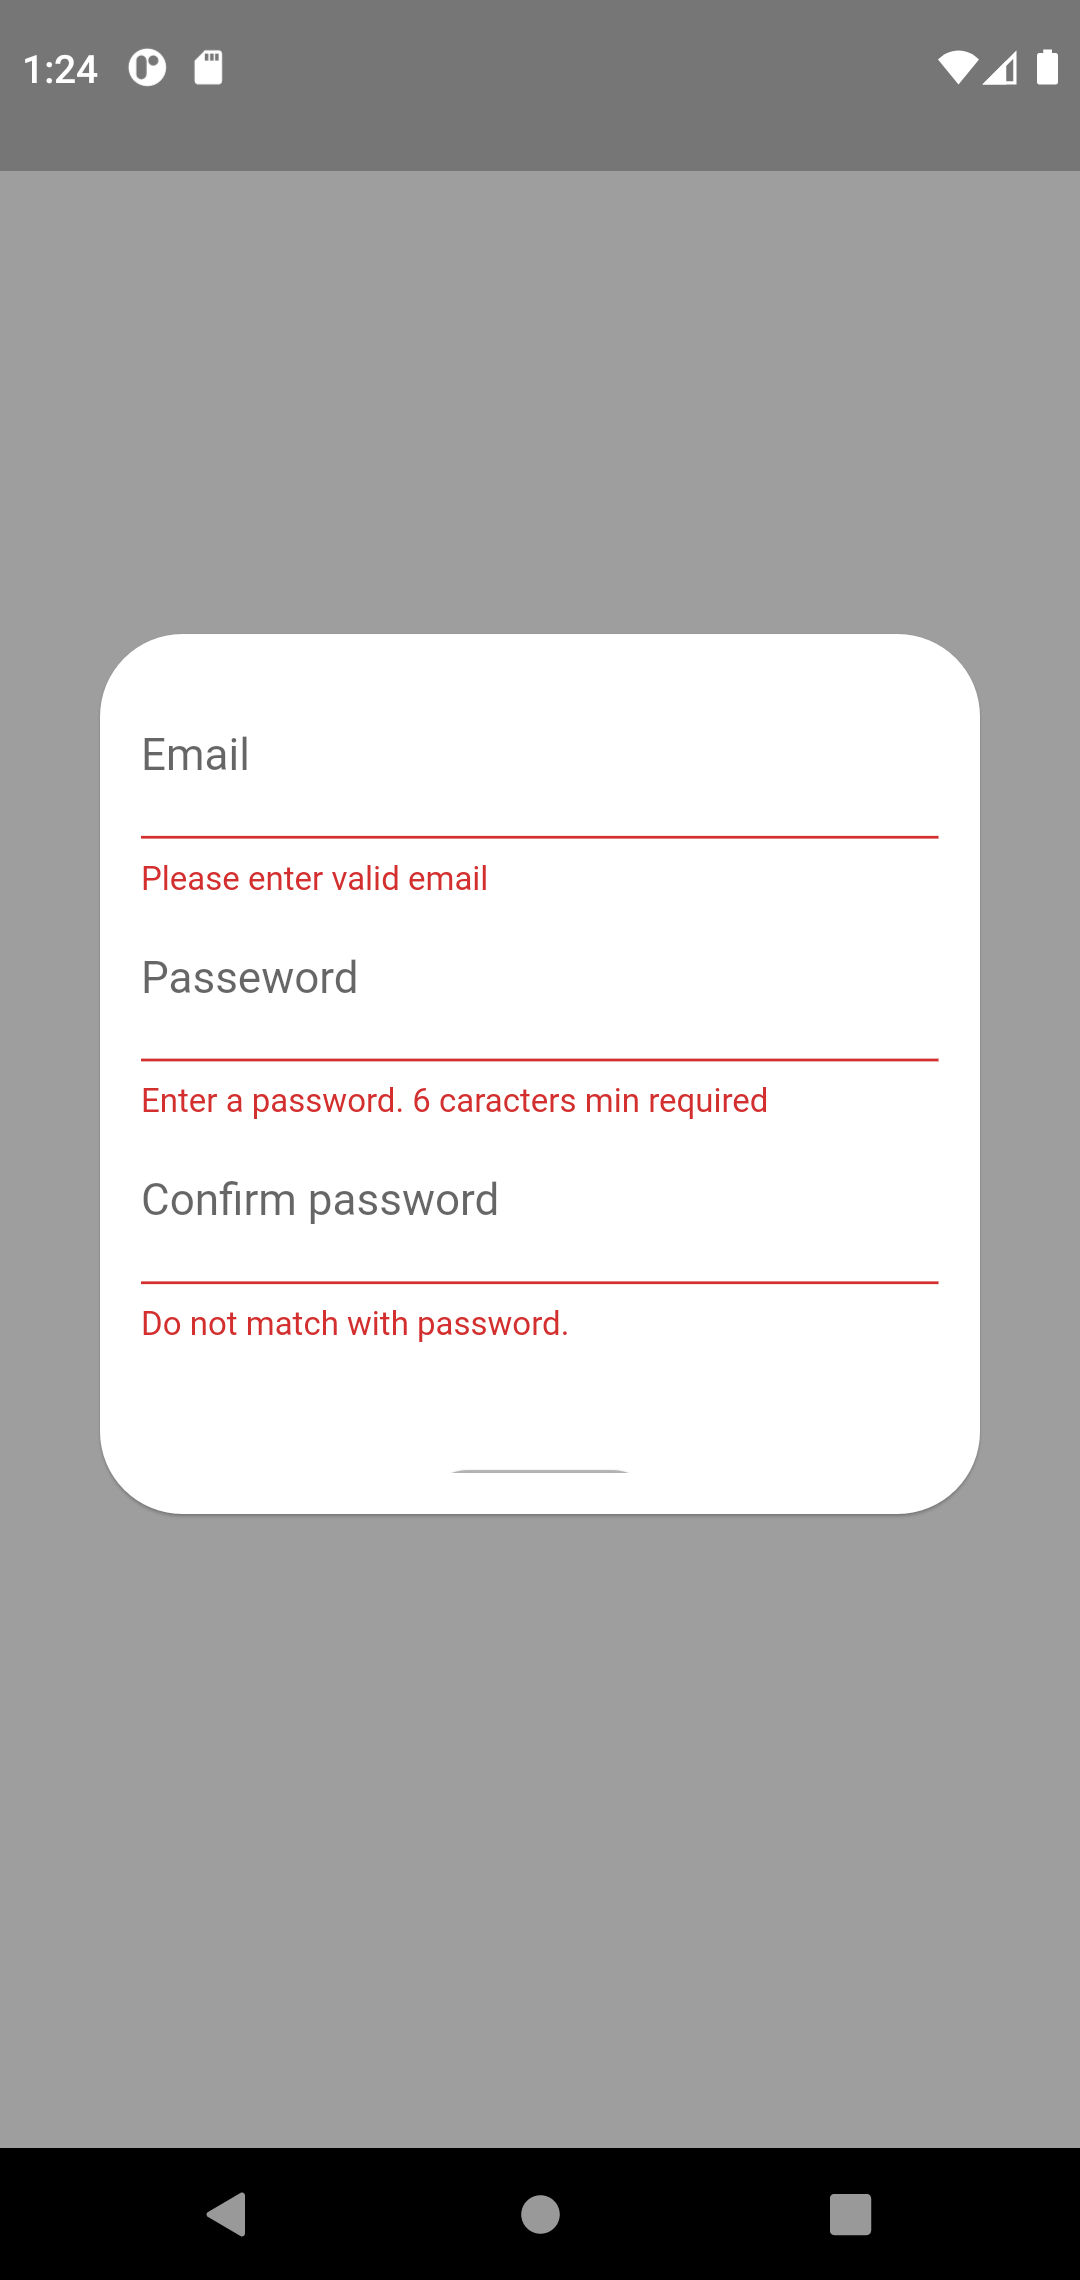 1:24
Email
Please enter valid email
Passeword
Enter a password. 6 caracters min required
Confirm password
Do not match with password.